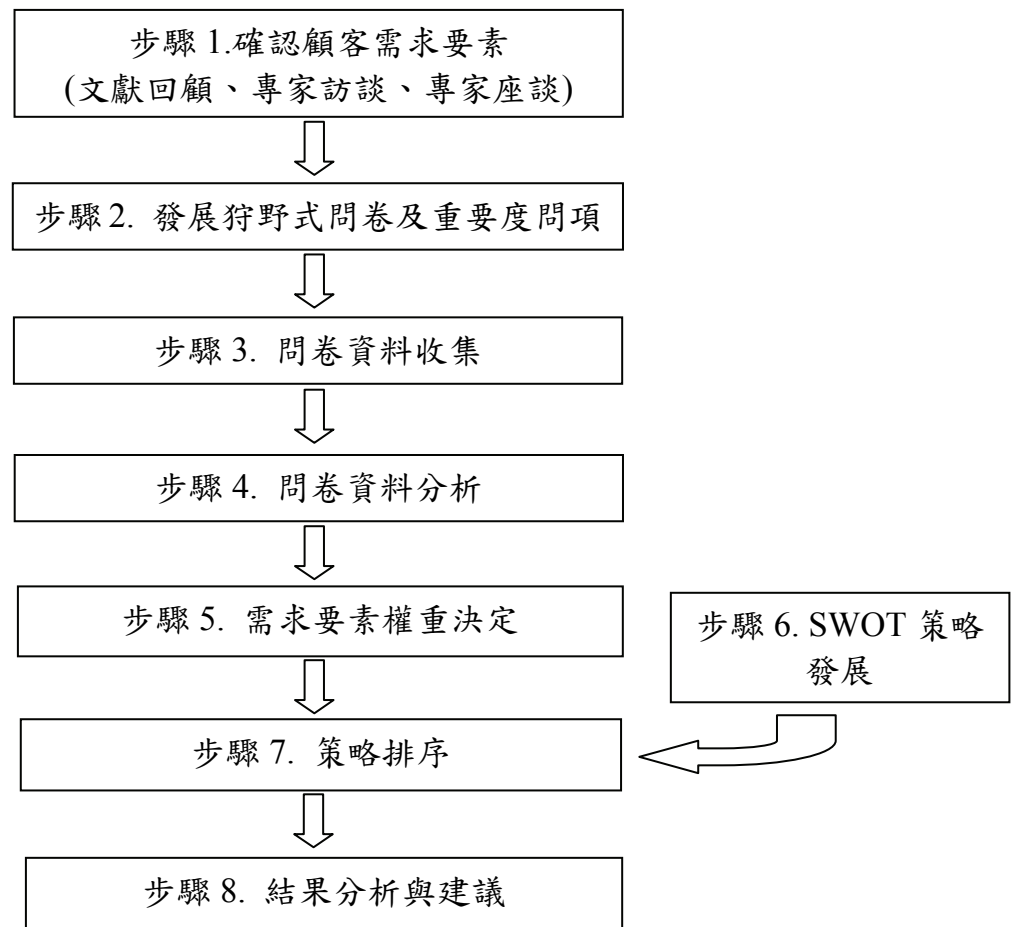 步驟 1.確認顧客需求要素
(文獻回顧、專家訪談、專家座談)
步驟 2. 發展狩野式問卷及重要度問項
步驟 3. 問卷資料收集
步驟 4. 問卷資料分析
步驟 5. 需求要素權重決定
步驟 6. SWOT 策略
發展
步驟 7. 策略排序
步驟 8. 結果分析與建議